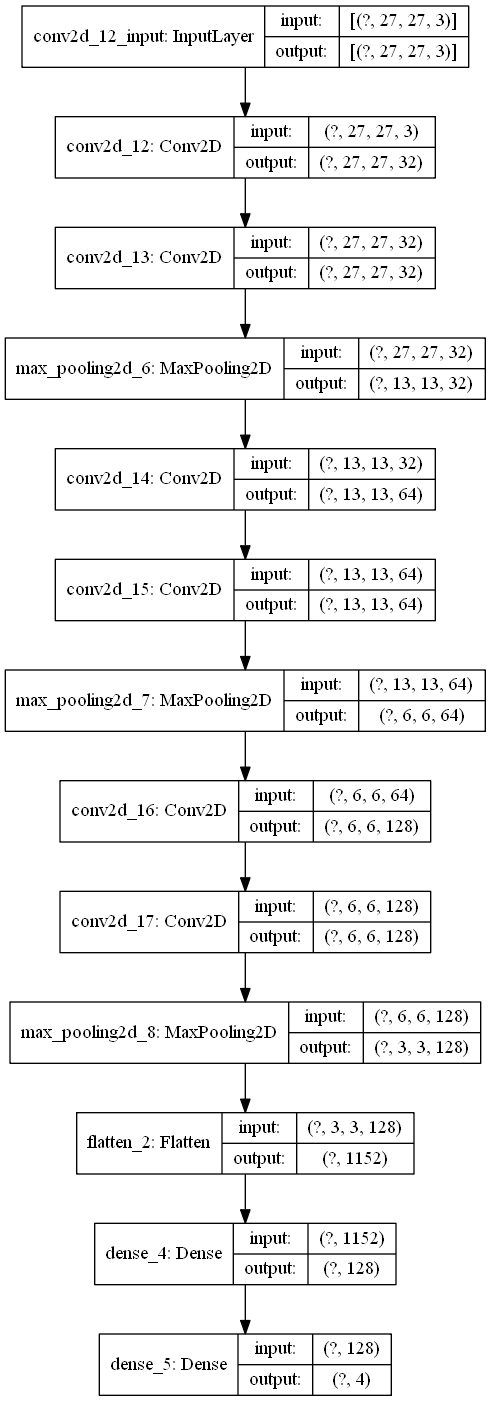 conv2d_12_input: InputLayer
input: [(?, 27, 27, 3)]
output: [(?, 27, 27, 3)]
conv2d_12: Conv2D
input: (?, 27, 27, 3)
output: (?, 27, 27, 32)
conv2d_13: Conv2D
input: (?, 27, 27, 32)
output: (?, 27, 27, 32)
max_pooling2d_6: MaxPooling2D
input: (?, 27, 27, 32)
output: (?, 13, 13, 32)
conv2d_14: Conv2D
input: (?, 13, 13, 32)
output: (?, 13, 13, 64)
conv2d_15: Conv2D
input: (?, 13, 13, 64)
output: (?, 13, 13, 64)
max_pooling2d_7: MaxPooling2D
input: (?, 13, 13, 64)
output: (?, 6, 6, 64)
conv2d_16: Conv2D
input: (?, 6, 6, 64)
output: (?, 6, 6, 128)
conv2d_17: Conv2D
input: (?, 6, 6, 128)
output: (?, 6, 6, 128)
max_pooling2d_8: MaxPooling2D
input: (?, 6, 6, 128)
output: (?, 3, 3, 128)
flatten_2: Flatten
input: (?, 3, 3, 128)
output: (?, 1152)
dense_4: Dense
input: (?, 1152)
output: (?, 128)
dense_5: Dense
input: (?, 128)
output: (?, 4)